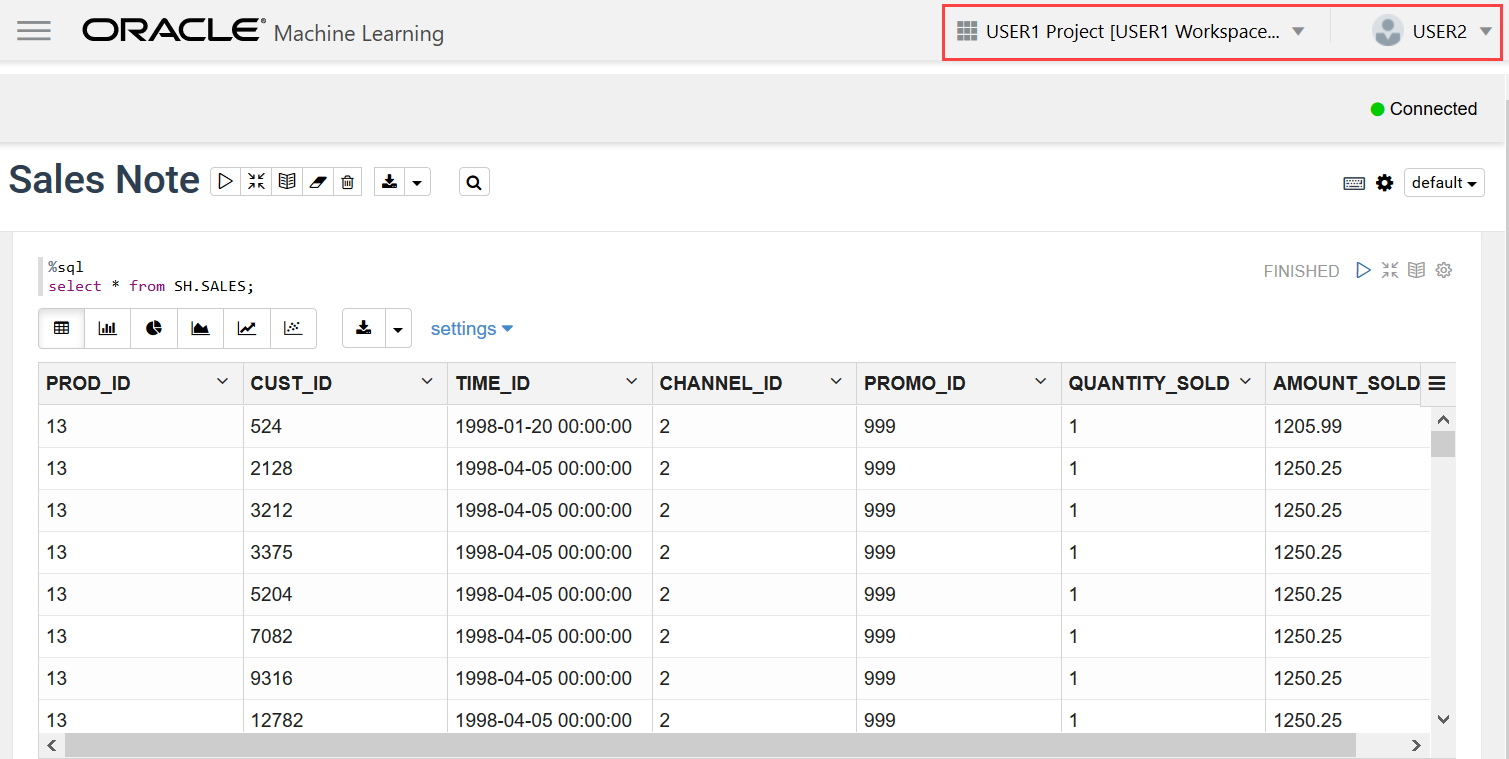 ORACLE® Machine Learning USER1 Project [USER1 Workspace... USER2
Connected
Sales Note default
%sql
select * from SH.SALES; FINISHED
settings
PROD_ID CUST_ID TIME_ID CHANNEL_ID PROMO_ID QUANTITY_SOLD AMOUNT_SOLD
13 524 1998-01-20 00:00:00 2 999 1 1205.99
13 2128 1998-04-05 00:00:00 2 999 1 1250.25
13 3212 1998-04-05 00:00:00 2 999 1 1250.25
13 3375 1998-04-05 00:00:00 2 999 1 1250.25
13 5204 1998-04-05 00:00:00 2 999 1 1250.25
13 7082 1998-04-05 00:00:00 2 999 1 1250.25
13 9316 1998-04-05 00:00:00 2 999 1 1250.25
13 12782 1998-04-05 00:00:00 2 999 1 1250.25